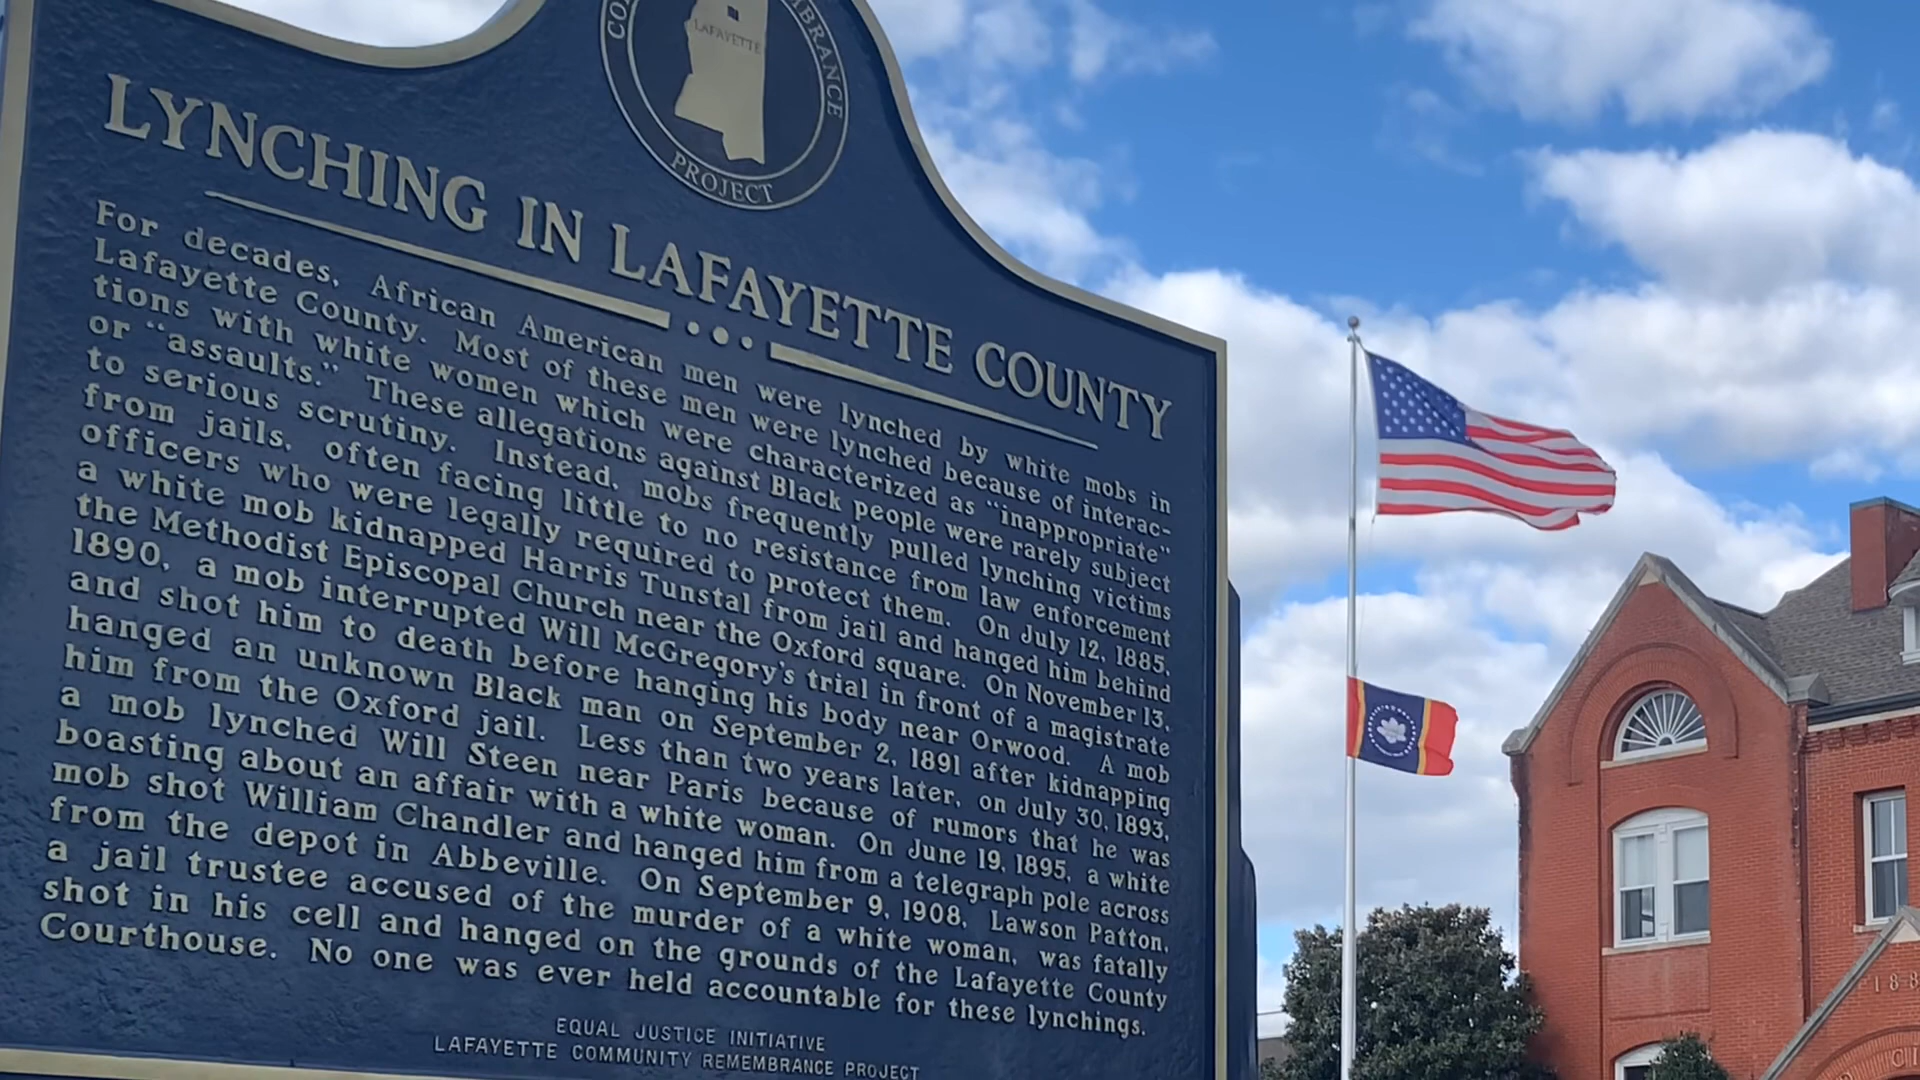 LAFAYETTE
PROJECT
LYNCHING IN LAFAYETTE COUNTY
For decades, African American men were lynched by white mobs in
Lafayette County. Most of these men were lynched because of interac-
tions with white women which were characterized as "inappropriate"
or "assaults." These allegations against Black people were rarely subject
to serious scrutiny. Instead, mobs frequently pulled lynching victims
from jails, often facing little to no resistance from law enforcement
officers who were legally required to protect them. On July 12, 1885,
a white mob kidnapped Harris Tunstal from jail and hanged him behind
the Methodist Episcopal Church near the Oxford square. On November 13,
1890, a mob interrupted Will McGregory's trial in front of a magistrate
and shot him to death before hanging his body near Orwood. A mob
hanged an unknown Black man on September 2, 1891 after kidnapping
him from the Oxford jail. Less than two years later, on July 30, 1893,
a mob lynched Will Steen near Paris because of rumors that he was
boasting about an affair with a white woman. On June 19, 1895, a white
mob shot William Chandler and hanged him from a telegraph pole across
from the depot in Abbeville. On September 9, 1908, Lawson Patton,
a jail trustee accused of the murder of a white woman, was fatally
shot in his cell and hanged on the grounds of the Lafayette County
Courthouse. No one was ever held accountable for these lynchings.
EQUAL JUSTICE INITIATIVE
LAFAYETTE COMMUNITY REMEMBRANCE PROJECT